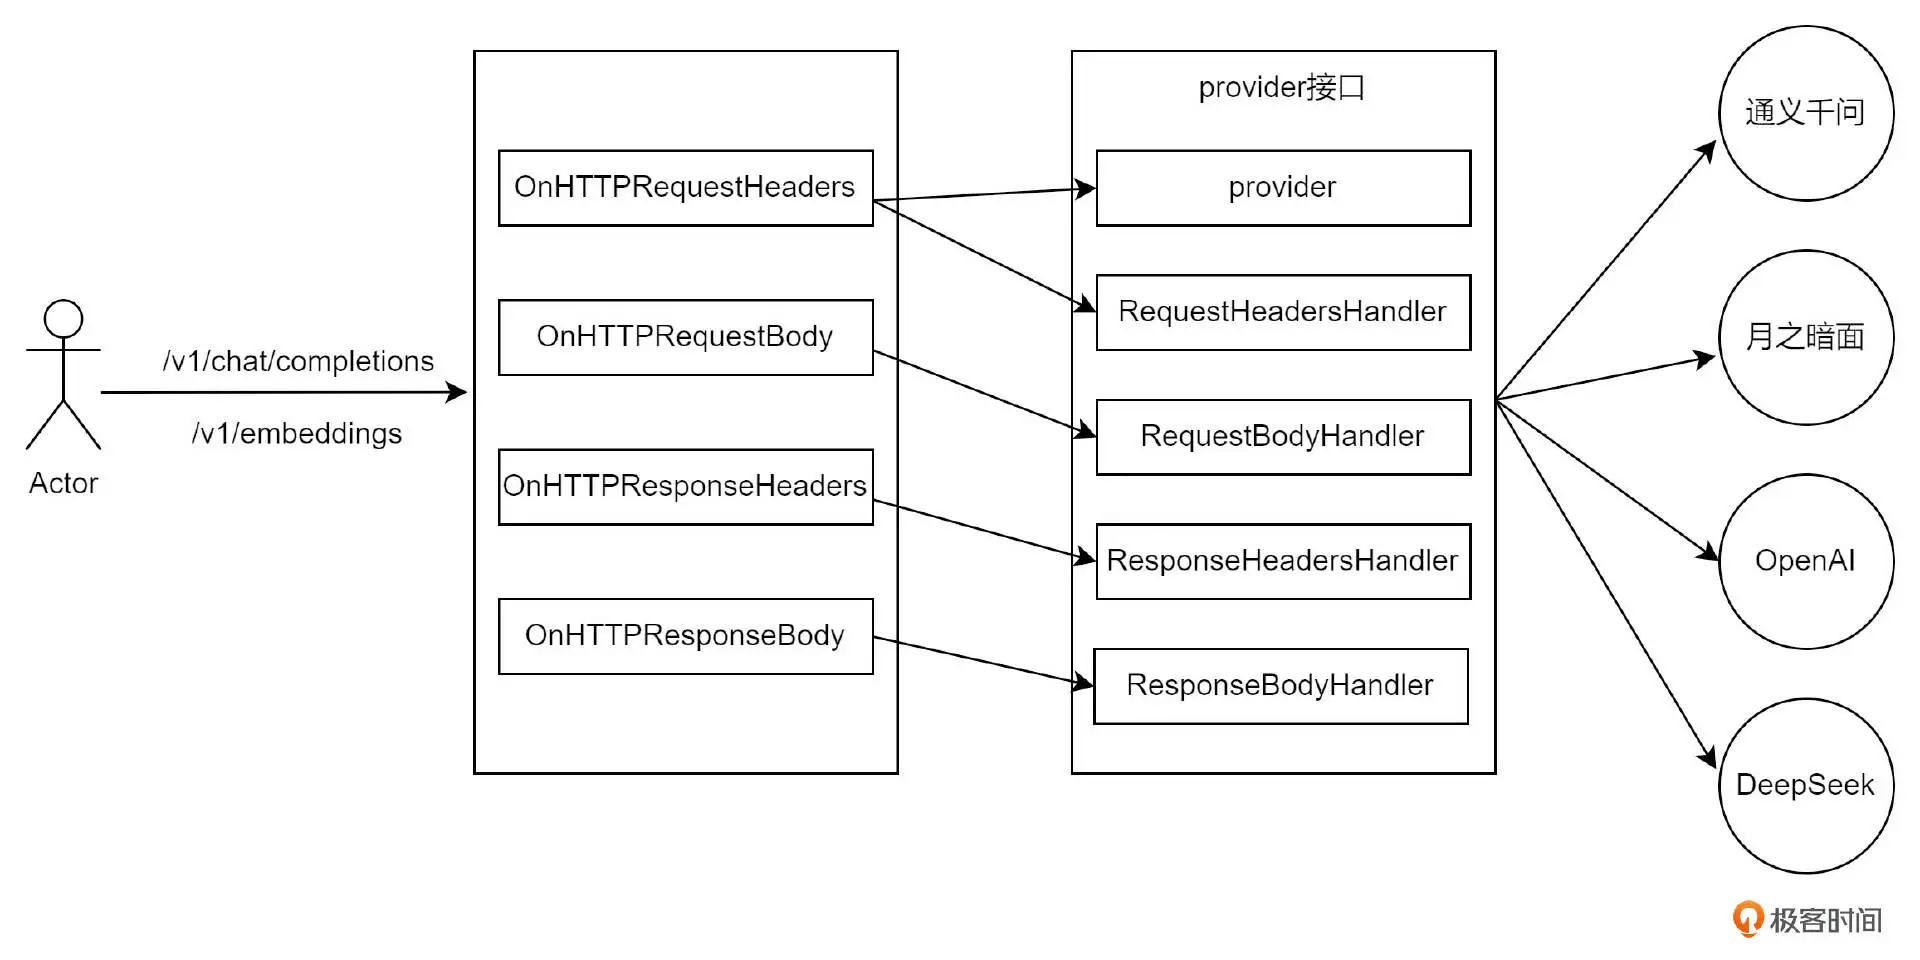 /v1/chat/completions
/v1/embeddings
Actor
OnHTTPRequestHeaders
OnHTTPRequestBody
OnHTTPResponseHeaders
OnHTTPResponseBody
provider接口
provider
RequestHeadersHandler
RequestBodyHandler
ResponseHeadersHandler
ResponseBodyHandler
通义千问
月之暗面
OpenAI
DeepSeek
极客时间